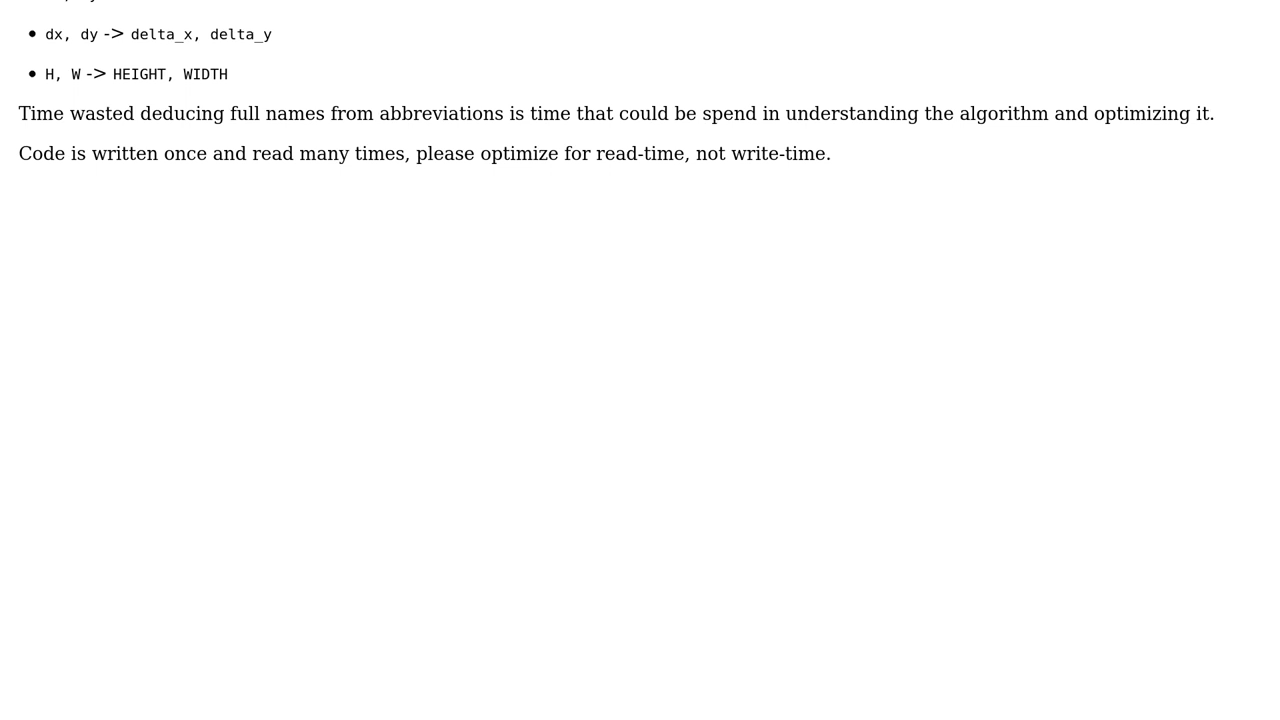 • dx, dy -> delta_x, delta_y
• H, W -> HEIGHT, WIDTH
Time wasted deducing full names from abbreviations is time that could be spend in understanding the algorithm and optimizing it.
Code is written once and read many times, please optimize for read-time, not write-time.